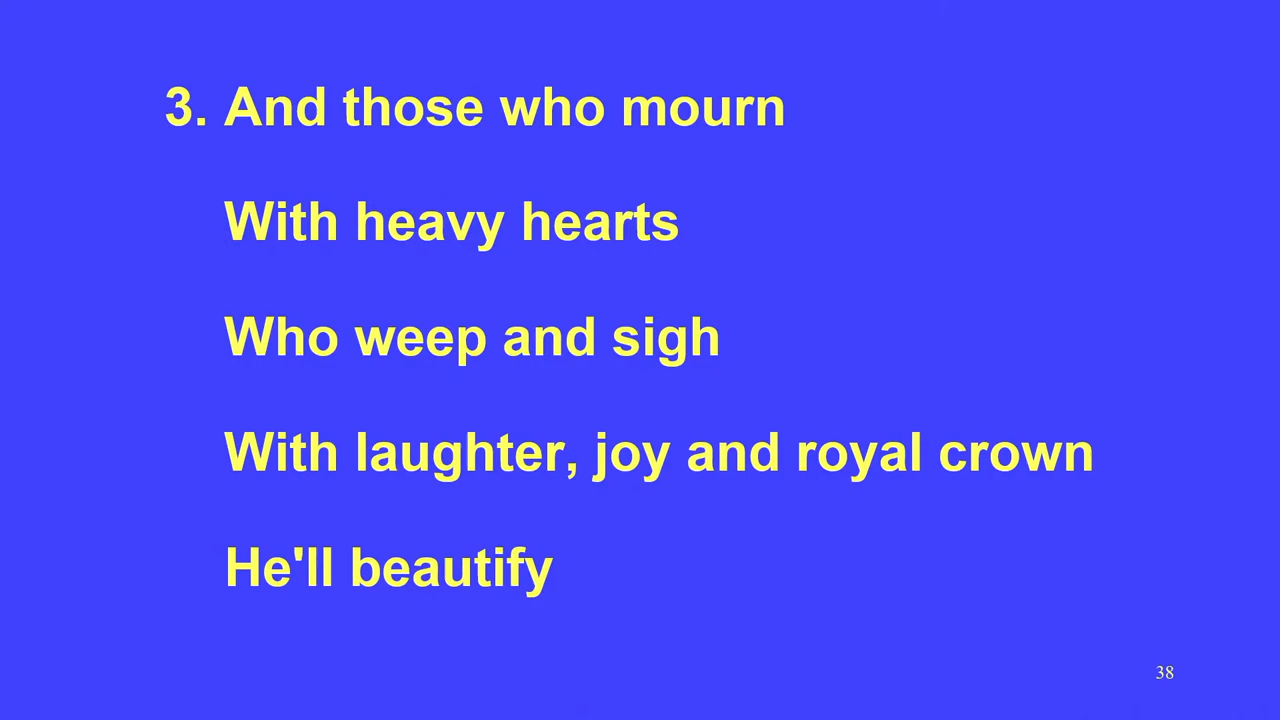 3. And those who mourn
With heavy hearts
Who weep and sigh
With laughter, joy and royal crown
He'll beautify
38